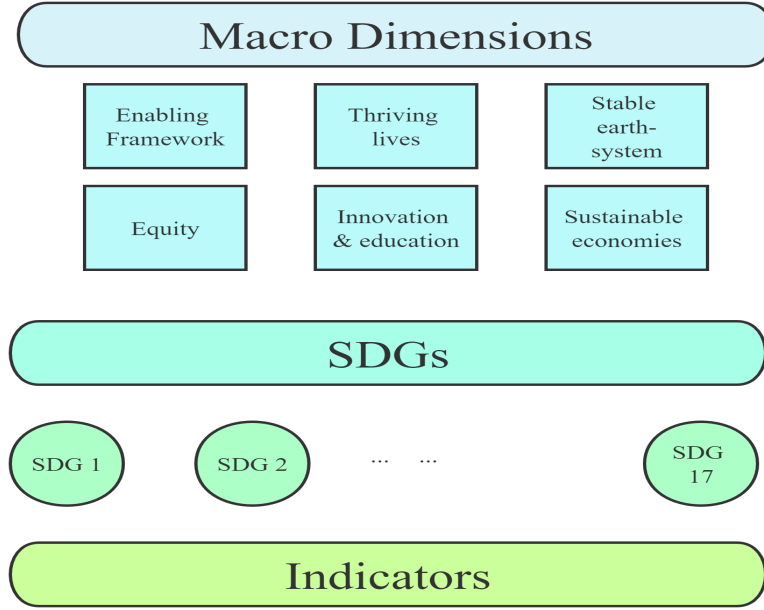 Macro Dimensions
Enabling
Framework
Thriving
lives
Stable
earth-
system
Equity
Innovation
& education
Sustainable
economies
SDGs
SDG 1
SDG 2
... ...
SDG
17
Indicators